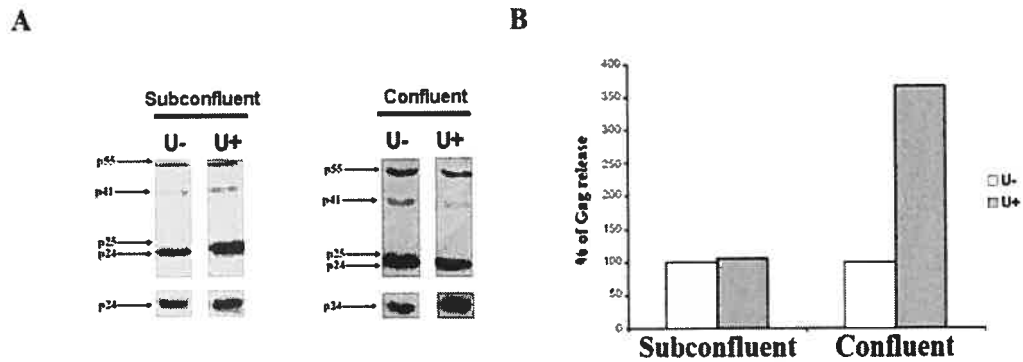 A
Subconfluent
U- U+
p55
p41
p25
p24
p24
Confluent
U- U+
p55
p41
p25
p24
p24
B
% of Gag release
400
350
300
250
200
150
100
50
0
Subconfluent Confluent
U-
U+